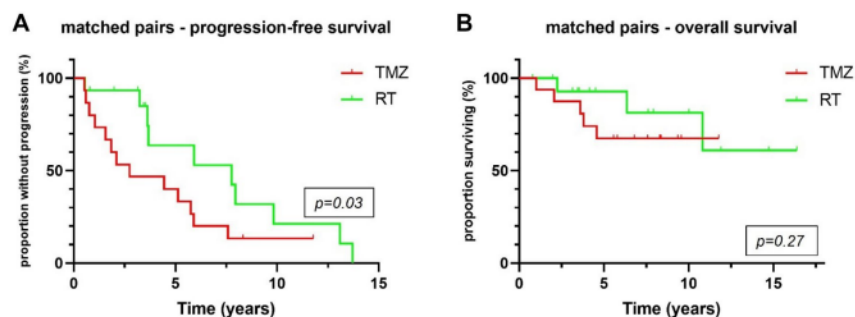 A
matched pairs - progression-free survival
proportion without progression (%)
100
50
0
0
5
10
15
Time (years)
TMZ
RT
p=0.03
B
matched pairs - overall survival
proportion surviving (%)
100
50
0
0
5
10
15
Time (years)
TMZ
RT
p=0.27